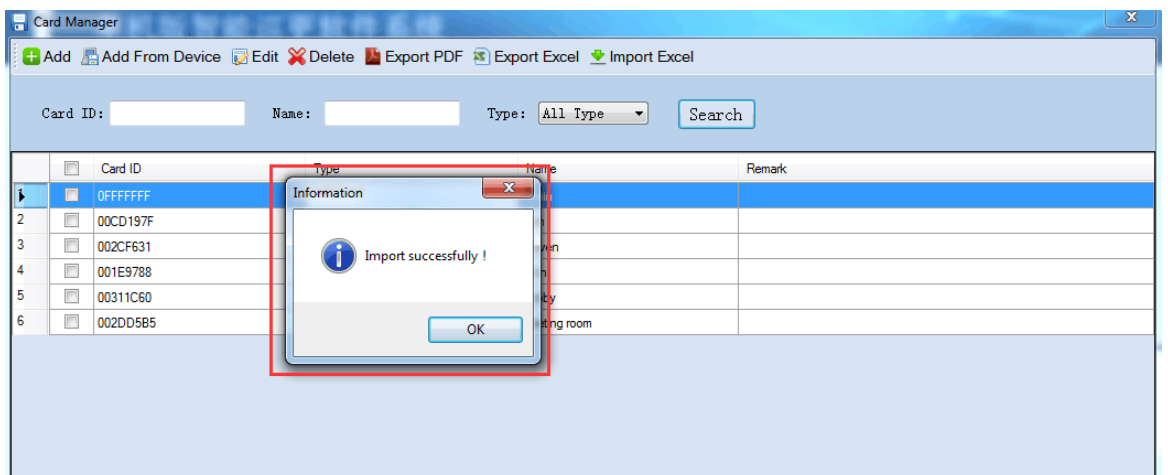 Card Manager
X
Add Add From Device Edit Delete Export PDF Export Excel Import Excel
Card ID: Name: Type: All Type Search
Card ID Type Name Remark
1 0FFFFFFF
2 00CD197F
3 002CF631
4 001E9788
5 00311C60
6 002DD5B5 room
Information
X
Import successfully !
OK